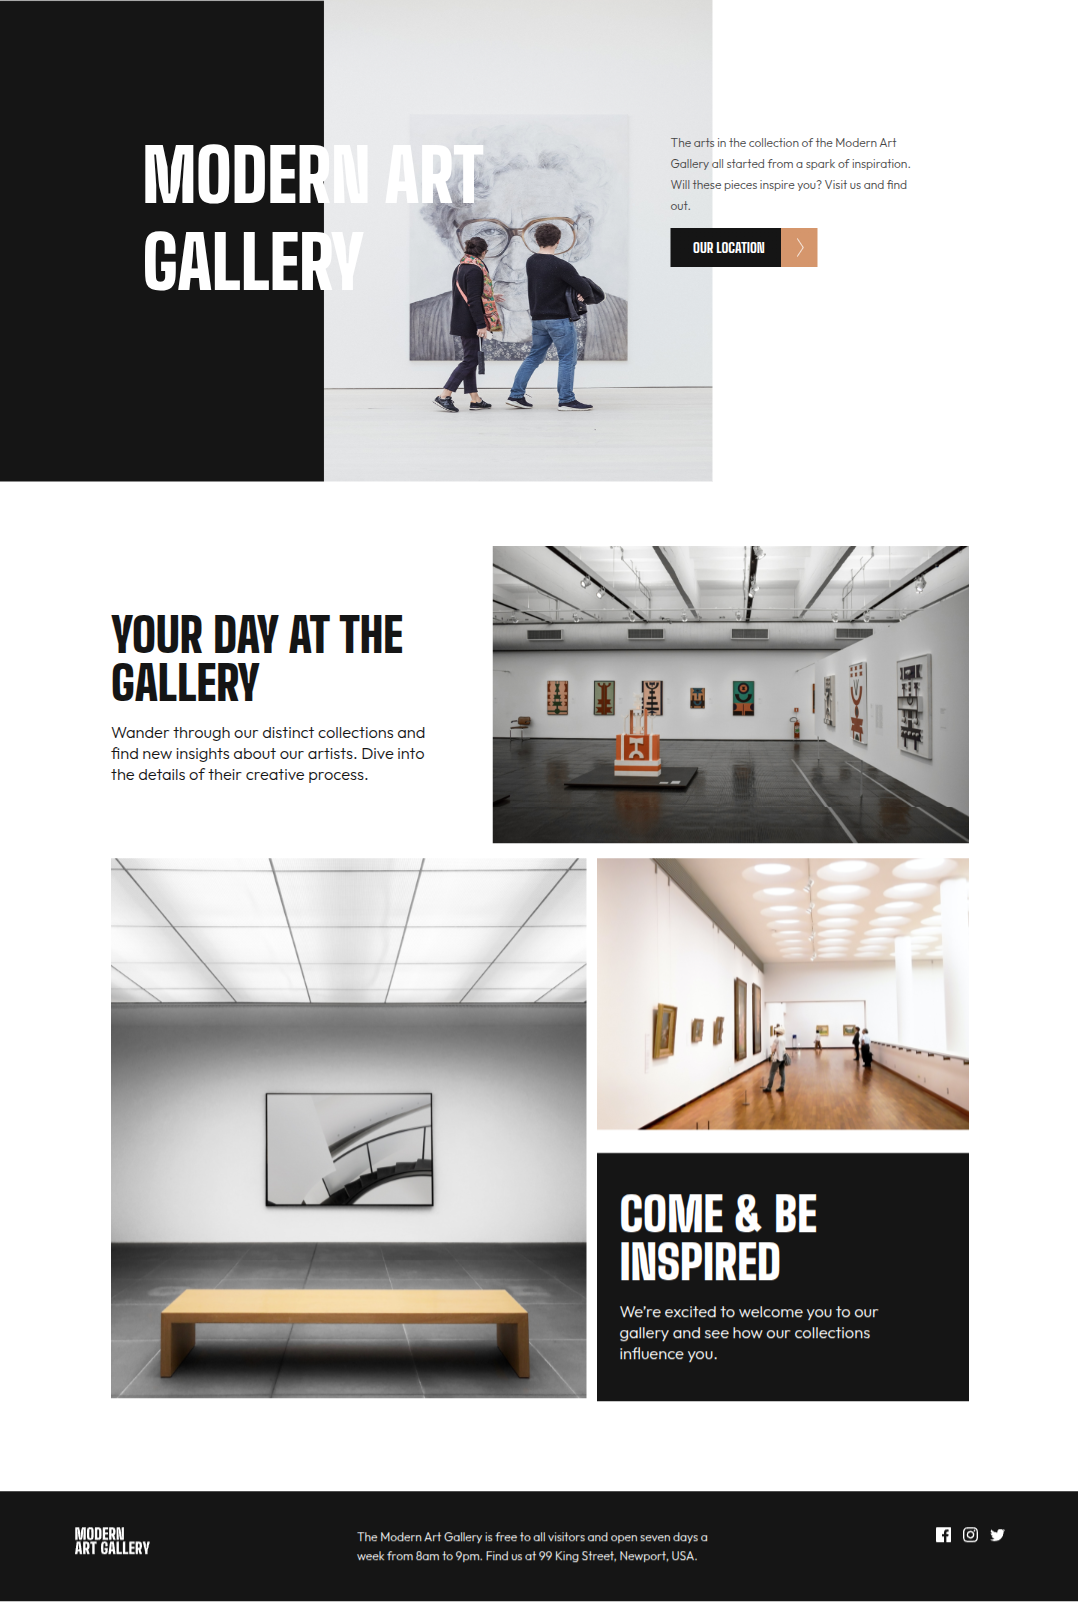 MODERN ART
GALLERY
The arts in the collection of the Modern Art
Gallery all started from a spark of inspiration.
Will these pieces inspire you? Visit us and find
out.
OUR LOCATION
YOUR DAY AT THE
GALLERY
Wander through our distinct collections and
find new insights about our artists. Dive into
the details of their creative process.
COME & BE
INSPIRED
We’re excited to welcome you to our
gallery and see how our collections
influence you.
MODERN
ART GALLERY
The Modern Art Gallery is free to all visitors and open seven days a
week from 8am to 9pm. Find us at 99 King Street, Newport, USA.